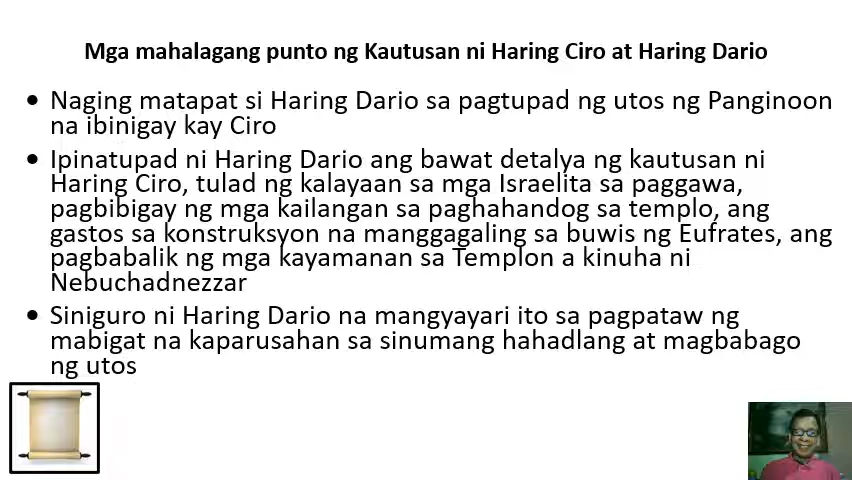 Mga mahalagang punto ng Kautusan ni Haring Ciro at Haring Dario
• Naging matapat si Haring Dario sa pagtupad ng utos ng Panginoon
na ibinigay kay Ciro
• Ipinatupad ni Haring Dario ang bawat detalya ng kautusan ni
Haring Ciro, tulad ng kalayaan sa mga Israelita sa paggawa,
pagbibigay ng mga kailangan sa paghahandog sa templo, ang
gastos sa konstruksyon na manggagaling sa buwis ng Eufrates, ang
pagbabalik ng mga kayamanan sa Templon a kinuha ni
Nebuchadnezzar
• Siniguro ni Haring Dario na mangyayari ito sa pagpataw ng
mabigat na kaparusahan sa sinumang hahadlang at magbabago
ng utos